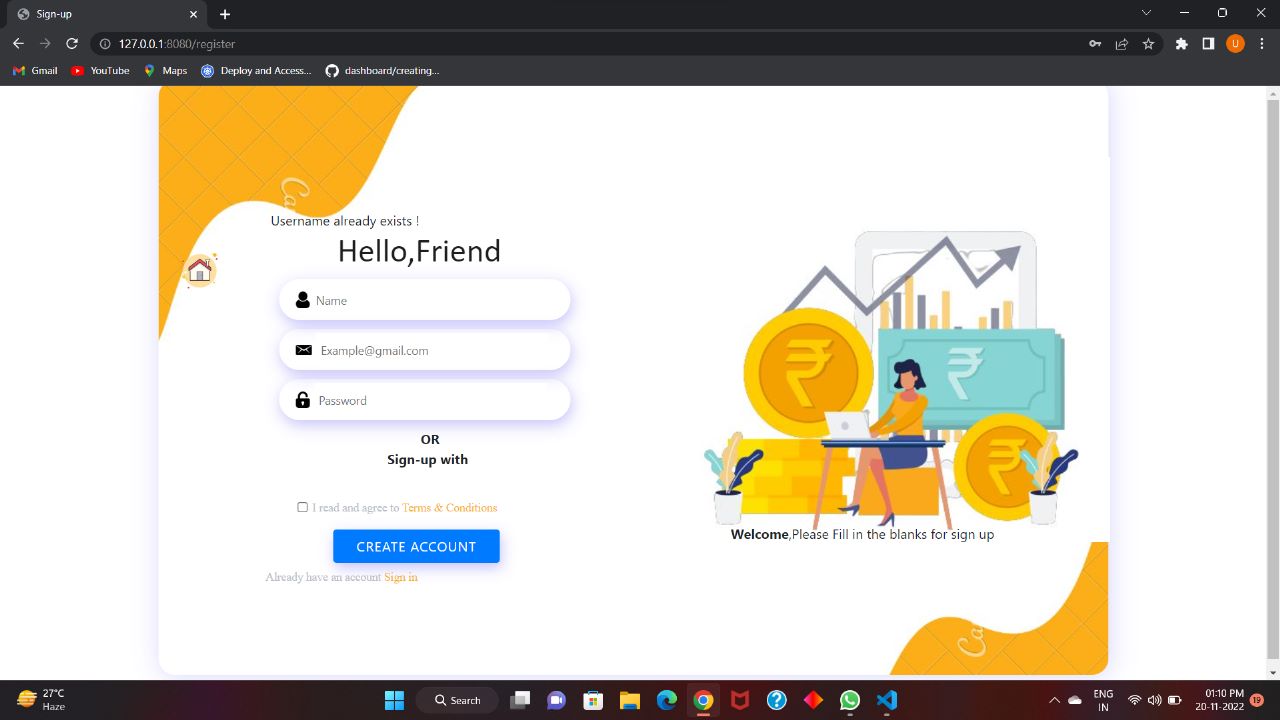 Sign-up
127.0.0.1:8080/register
U
Gmail
YouTube
Maps
Deploy and Access...
dashboard/creating...
Ca
Username already exists !
Hello,Friend
Name
Example@gmail.com
Password
OR
Sign-up with
I read and agree to Terms & Conditions
CREATE ACCOUNT
Already have an account Sign in
₹
₹
₹
Welcome,Please Fill in the blanks for sign up
Ca
27°C
Haze
Search
ENG
IN
01:10 PM
20-11-2022
19